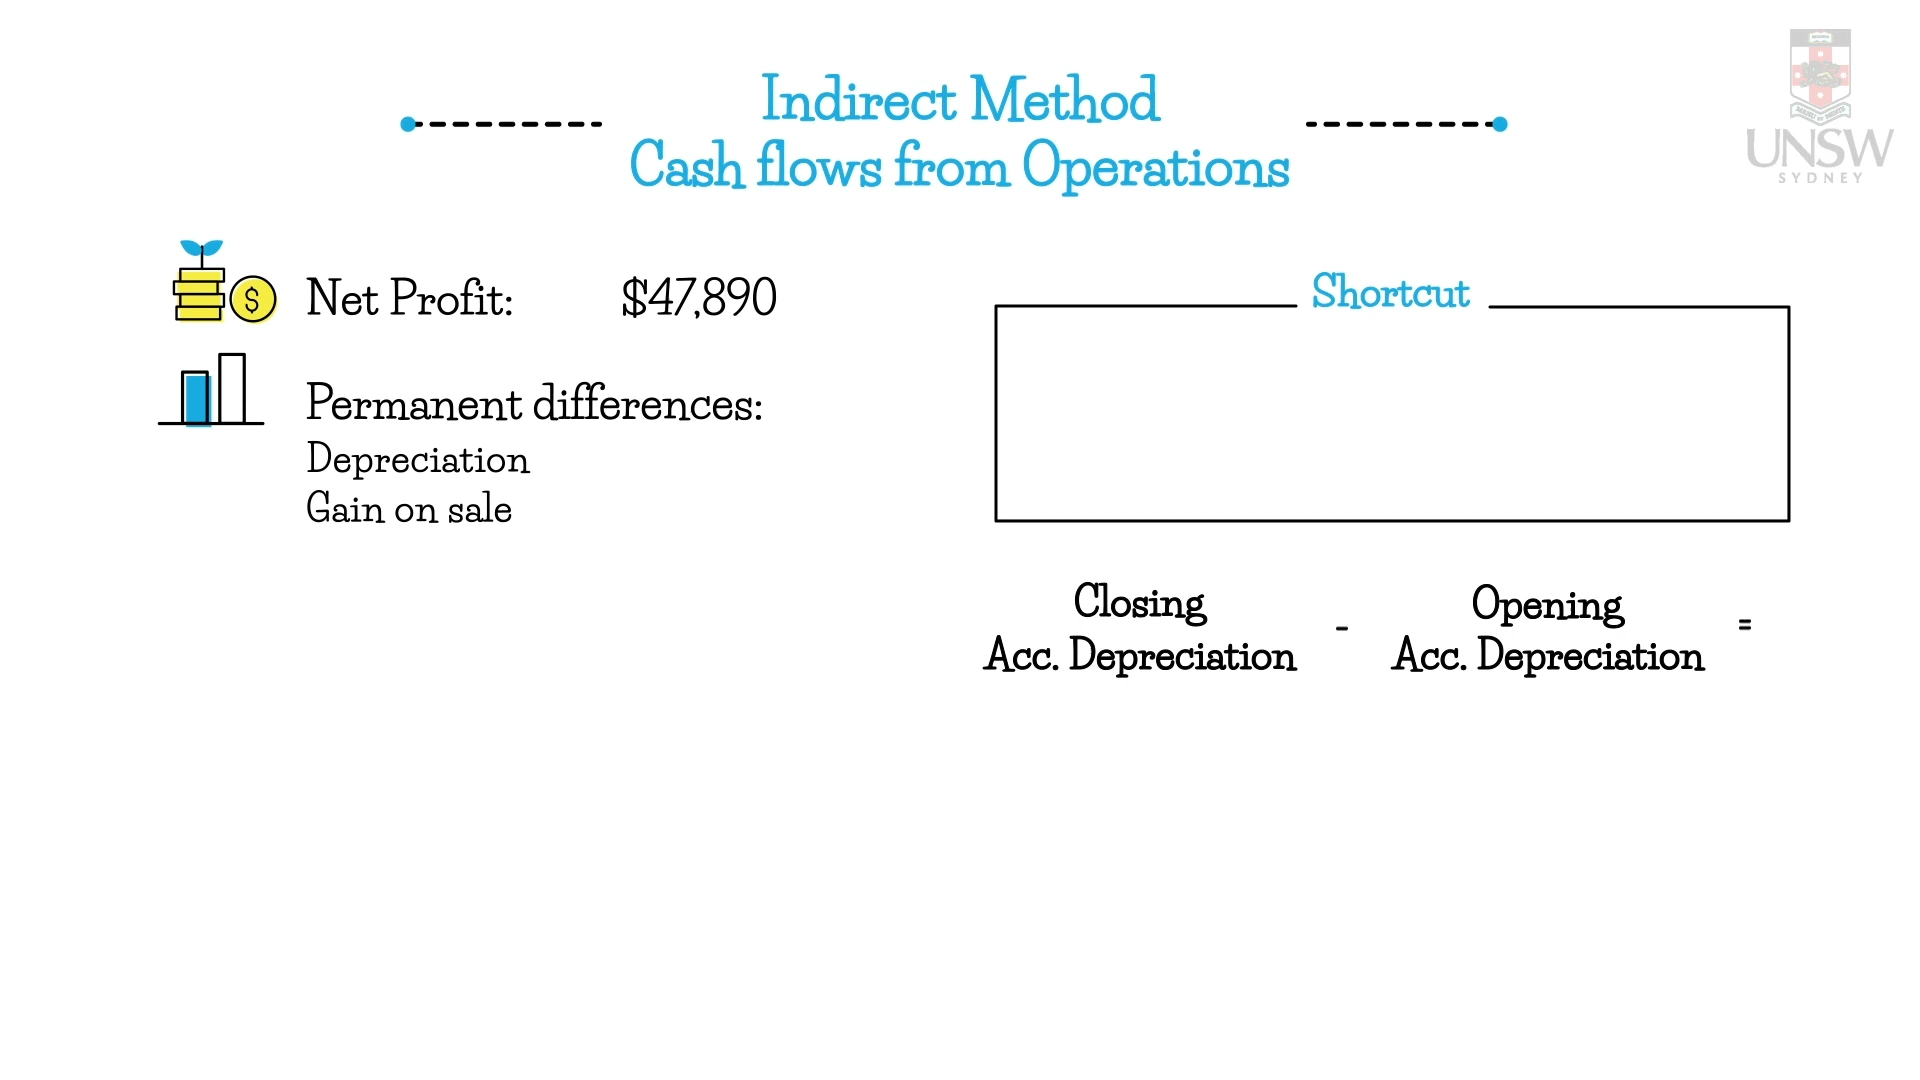 Indirect Method
Cash flows from Operations
UNSW
SYDNEY
$
Net Profit: $47,890
Permanent differences:
Depreciation
Gain on sale
Shortcut
Closing
Acc. Depreciation
-
Opening
Acc. Depreciation
=